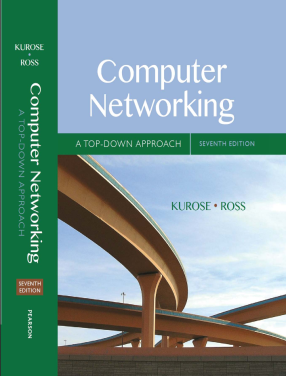 KUROSE
•
ROSS
Computer Networking
A TOP-DOWN APPROACH
SEVENTH EDITION
PEARSON
Computer
Networking
A TOP-DOWN APPROACH SEVENTH EDITION
KUROSE • ROSS